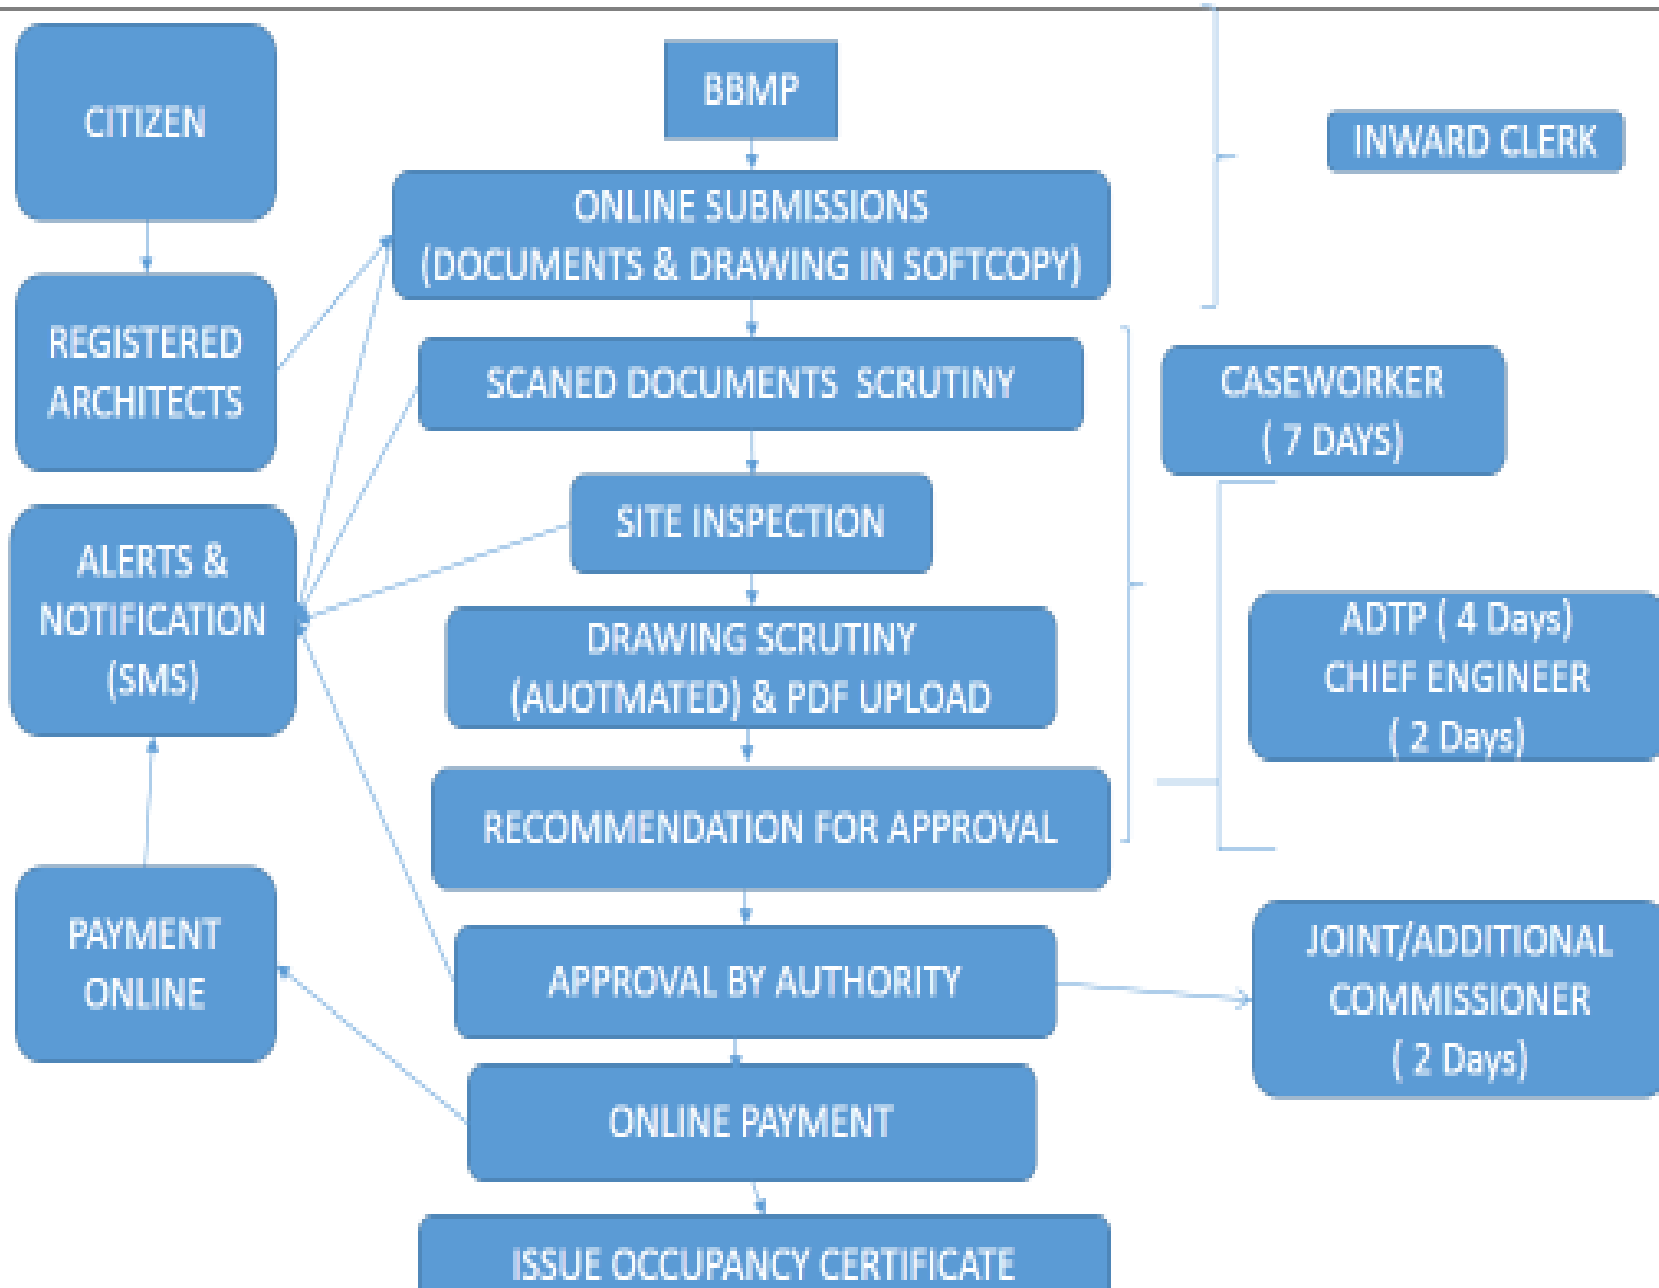 CITIZEN
BBMP
INWARD CLERK
ONLINE SUBMISSIONS
(DOCUMENTS & DRAWING IN SOFTCOPY)
REGISTERED
ARCHITECTS
SCANED DOCUMENTS SCRUTINY
CASEWORKER
( 7 DAYS)
SITE INSPECTION
ALERTS &
NOTIFICATION
(SMS)
DRAWING SCRUTINY
(AUOTMATED) & PDF UPLOAD
ADTP ( 4 Days)
CHIEF ENGINEER
( 2 Days)
RECOMMENDATION FOR APPROVAL
PAYMENT
ONLINE
APPROVAL BY AUTHORITY
JOINT/ADDITIONAL
COMMISSIONER
( 2 Days)
ONLINE PAYMENT
ISSUE OCCUPANCY CERTIFICATE